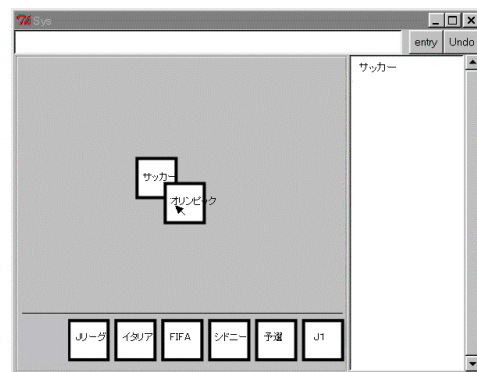 Sys
entry Undo
サッカー
サッカー
オリンピック
Jリーグ イタリア FIFA シドニー 予選 J1